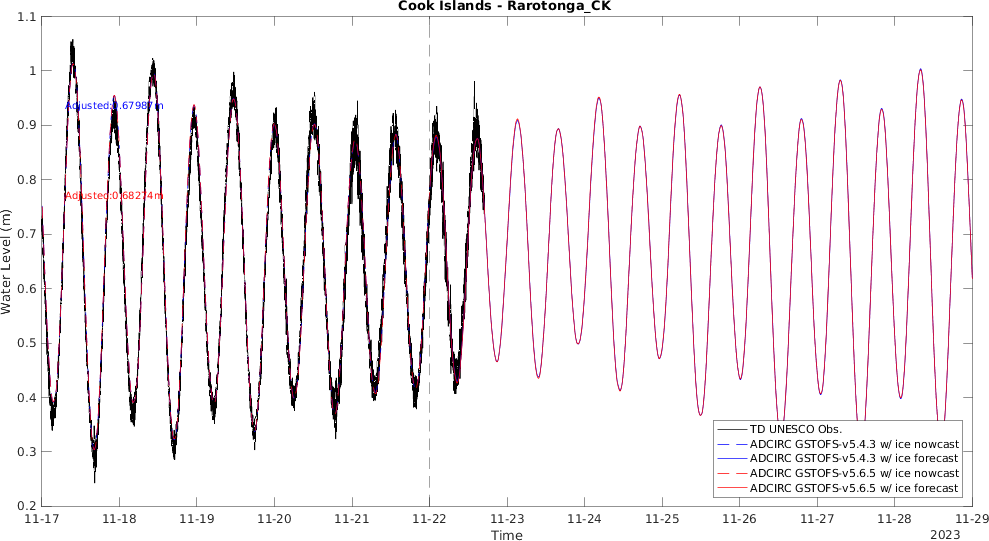 Cook Islands - Rarotonga_CK
1.1
1
0.9
0.8
0.7
0.6
0.5
0.4
0.3
0.2
Water Level (m)
Adjusted:0.67987m
Adjusted:0.68274m
TD UNESCO Obs.
ADCIRC GSTOFS-v5.4.3 w/ ice nowcast
ADCIRC GSTOFS-v5.4.3 w/ ice forecast
ADCIRC GSTOFS-v5.6.5 w/ ice nowcast
ADCIRC GSTOFS-v5.6.5 w/ ice forecast
11-17 11-18 11-19 11-20 11-21 11-22 11-23 11-24 11-25 11-26 11-27 11-28 11-29
Time
2023